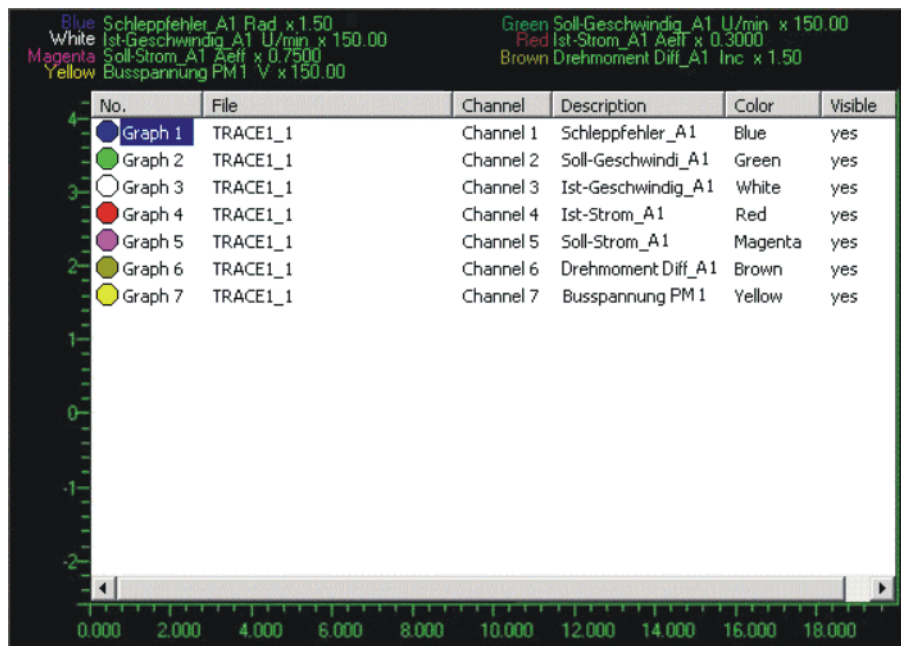 Blue Schleppfehler_A1 Rad x 1.50 Green Soll-Geschwindig_A1 U/min x 150.00
White Ist-Geschwindig_A1 U/min x 150.00 Red Ist-Strom_A1 Aeff x 0.3000
Magenta Soll-Strom_A1 Aeff x 0.7500 Brown Drehmoment Diff_A1 Inc x 1.50
Yellow Busspannung PM1 V x 150.00
No. File Channel Description Color Visible
Graph 1 TRACE1_1 Channel 1 Schleppfehler_A1 Blue yes
Graph 2 TRACE1_1 Channel 2 Soll-Geschwindi_A1 Green yes
Graph 3 TRACE1_1 Channel 3 Ist-Geschwindig_A1 White yes
Graph 4 TRACE1_1 Channel 4 Ist-Strom_A1 Red yes
Graph 5 TRACE1_1 Channel 5 Soll-Strom_A1 Magenta yes
Graph 6 TRACE1_1 Channel 6 Drehmoment Diff_A1 Brown yes
Graph 7 TRACE1_1 Channel 7 Busspannung PM1 Yellow yes
4
3
2
1
0
-1
-2
0.000 2.000 4.000 6.000 8.000 10.000 12.000 14.000 16.000 18.000